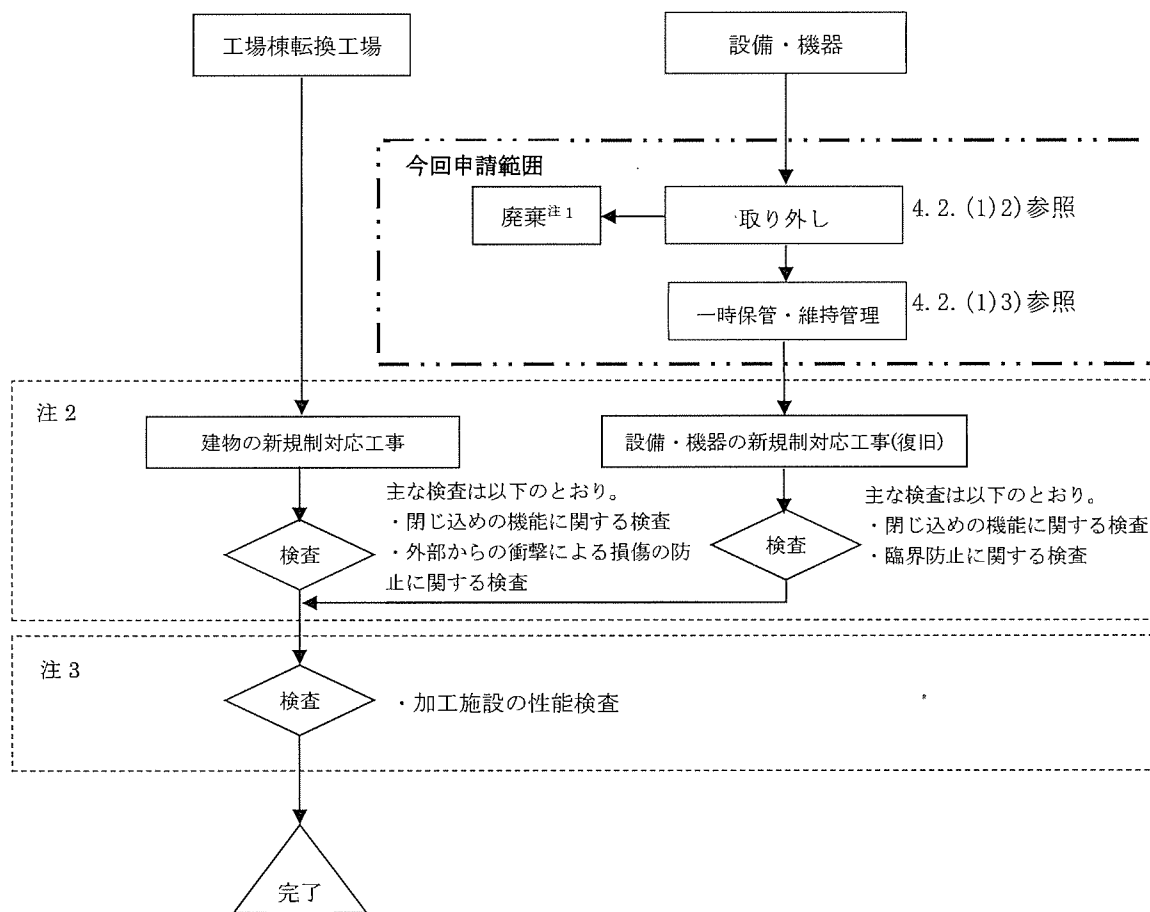 工場棟転換工場
設備・機器
今回申請範囲
廃棄注1
取り外し
4.2.(1)2)参照
一時保管・維持管理
4.2.(1)3)参照
注2
建物の新規制対応工事
設備・機器の新規制対応工事(復旧)
検査
主な検査は以下のとおり。
・閉じ込めの機能に関する検査
・外部からの衝撃による損傷の防
止に関する検査
検査
主な検査は以下のとおり。
・閉じ込めの機能に関する検査
・臨界防止に関する検査
注3
検査
・加工施設の性能検査
完了